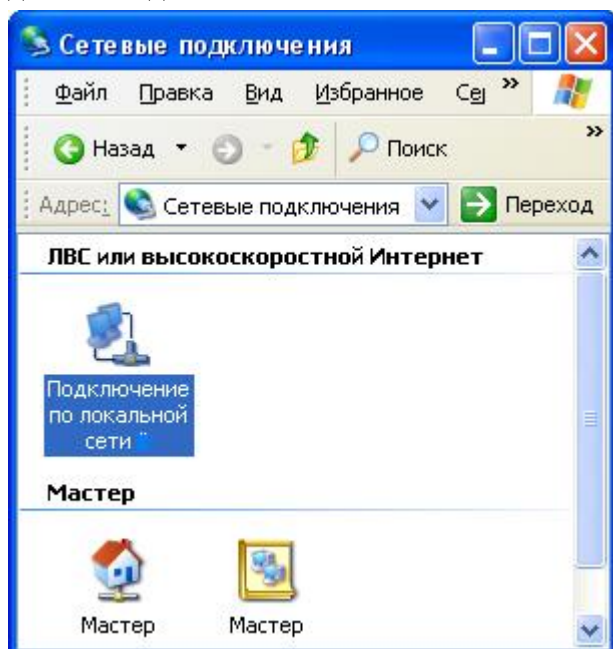 Сетевые подключения
Файл Правка Вид Избранное Сер »
Назад Поиск »
Адрес: Сетевые подключения Переход
ЛВС или высокоскоростной Интернет
Подключение
по локальной
сети
Мастер
Мастер Мастер